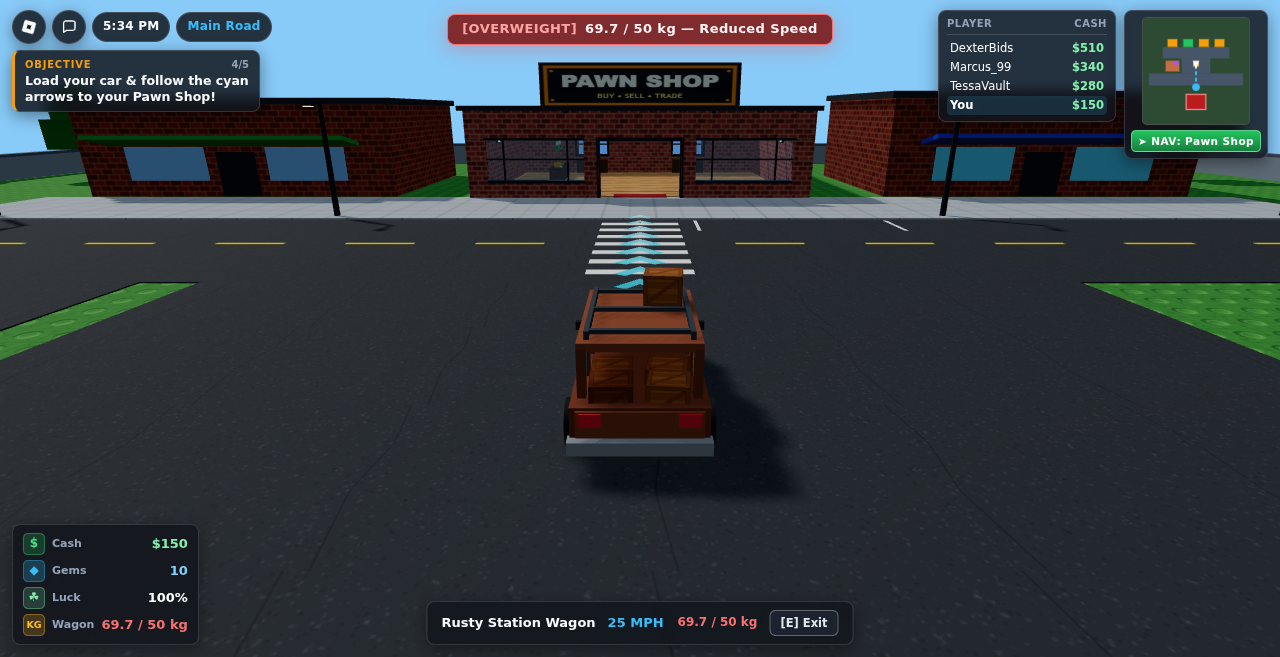 5:34 PM
Main Road
OBJECTIVE 4/5
Load your car & follow the cyan
arrows to your Pawn Shop!
[OVERWEIGHT] 69.7 / 50 kg — Reduced Speed
PAWN SHOP
BUY • SELL • TRADE
PLAYER CASH
DexterBids $510
Marcus_99 $340
TessaVault $280
You $150
➤ NAV: Pawn Shop
$ Cash $150
Gems 10
Luck 100%
KG Wagon 69.7 / 50 kg
Rusty Station Wagon 25 MPH 69.7 / 50 kg [E] Exit